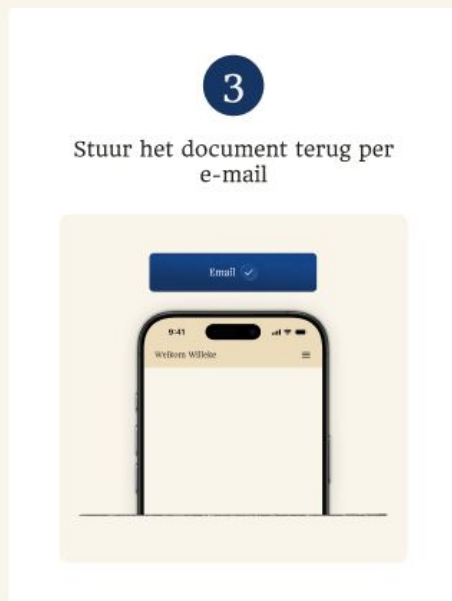 3
Stuur het document terug per
e-mail
Email
9:41
Welkom Willeke